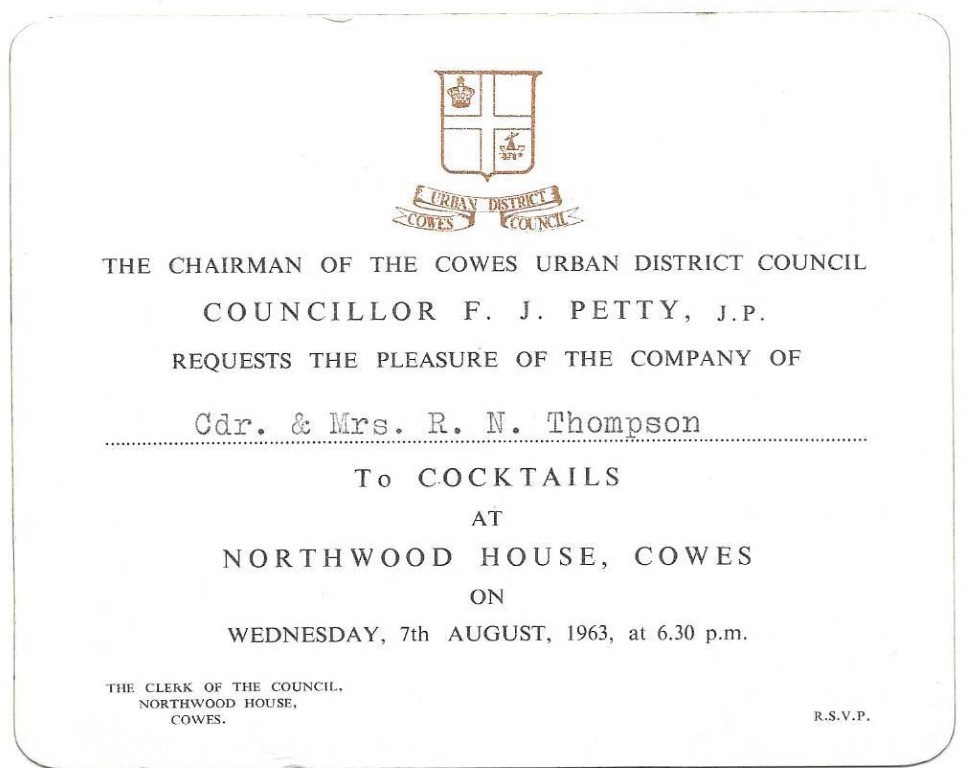 URBAN DISTRICT
COWES COUNCIL
THE CHAIRMAN OF THE COWES URBAN DISTRICT COUNCIL
COUNCILLOR F. J. PETTY, J.P.
REQUESTS THE PLEASURE OF THE COMPANY OF
Cdr. & Mrs. R. N. Thompson
To COCKTAILS
AT
NORTHWOOD HOUSE, COWES
ON
WEDNESDAY, 7th AUGUST, 1963, at 6.30 p.m.
THE CLERK OF THE COUNCIL,
NORTHWOOD HOUSE,
COWES.
R.S.V.P.